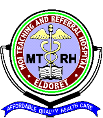 MOI TEACHING AND REFERRAL HOSPITAL
MT RH
ELDORET
AFFORDABLE QUALITY HEALTH CARE